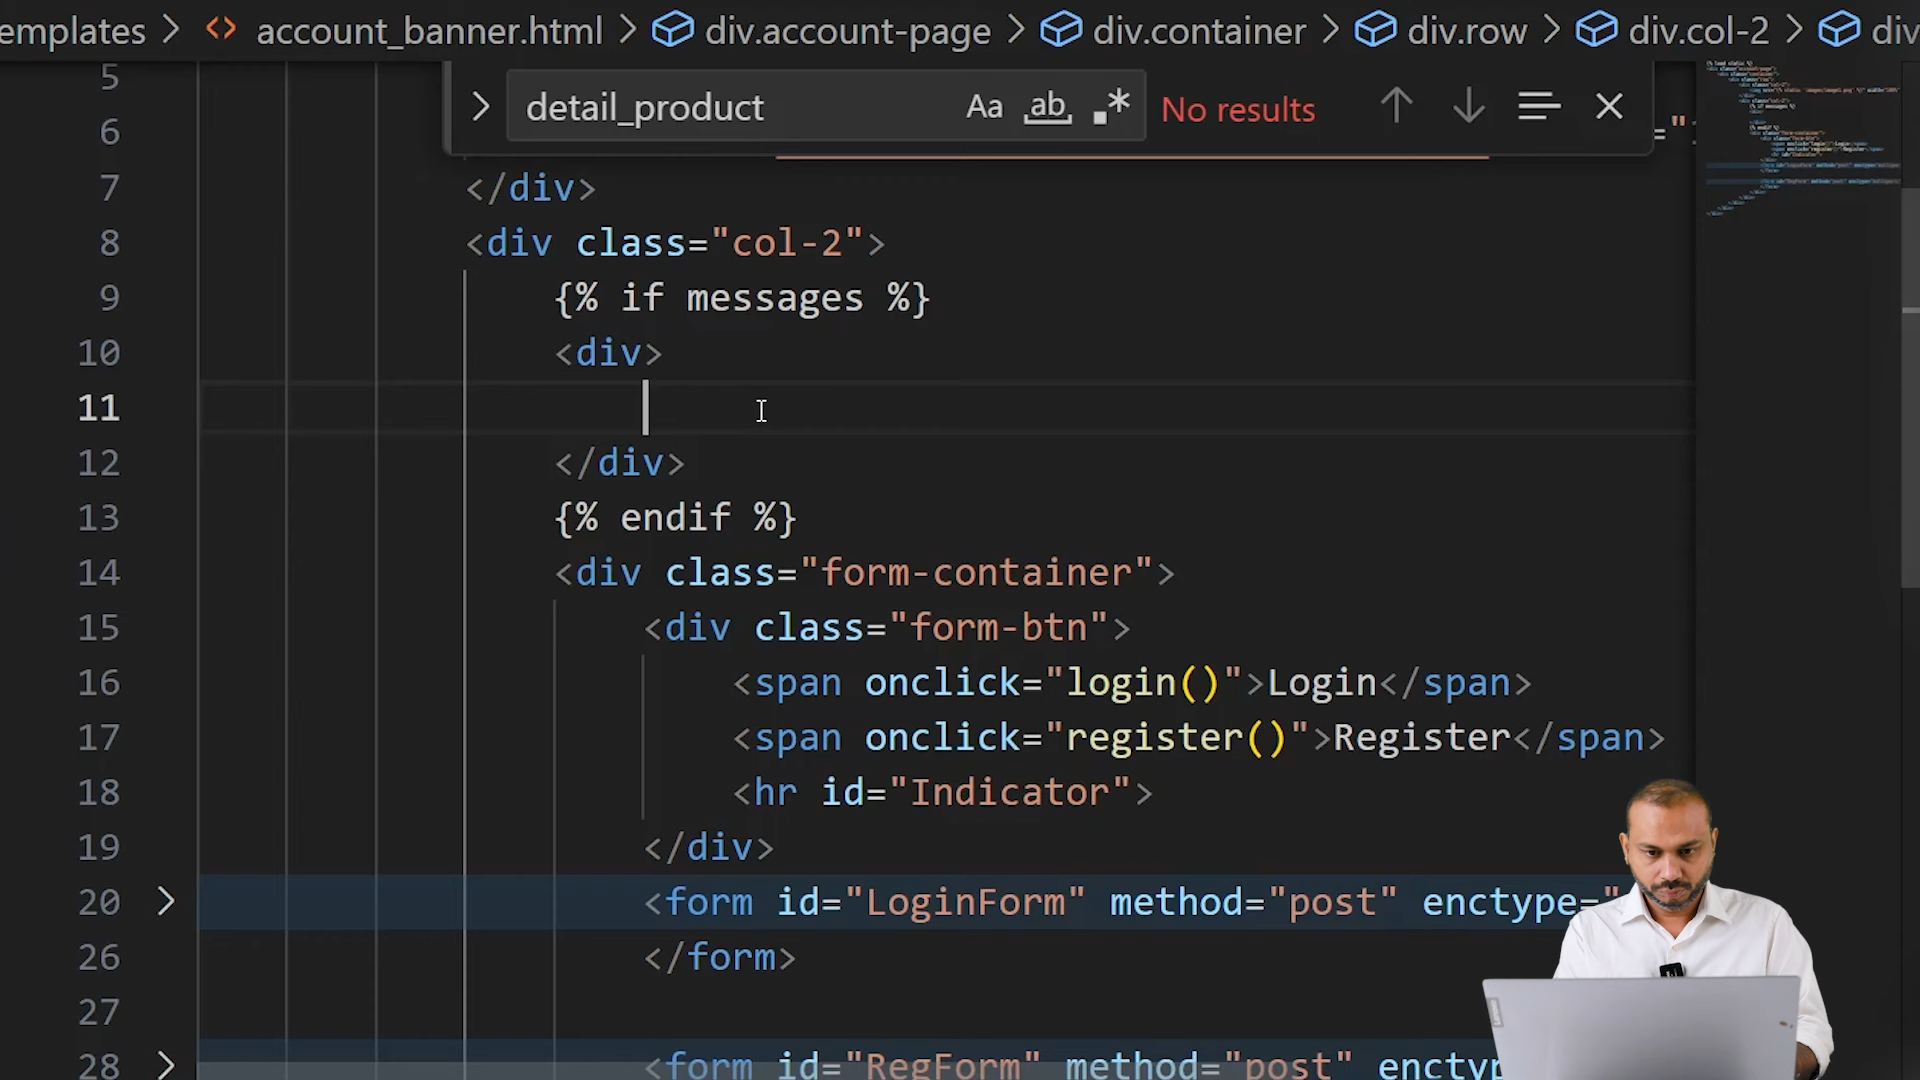 emplates > <> account_banner.html > div.account-page > div.container > div.row > div.col-2 > div
detail_product Aa ab .* No results
5
6 ="
7 </div>
8 <div class="col-2">
9 {% if messages %}
10 <div>
11
12 </div>
13 {% endif %}
14 <div class="form-container">
15 <div class="form-btn">
16 <span onclick="login()">Login</span>
17 <span onclick="register()">Register</span>
18 <hr id="Indicator">
19 </div>
20 <form id="LoginForm" method="post" enctype="
26 </form>
27
28 <form id="RegForm" method="post" encty